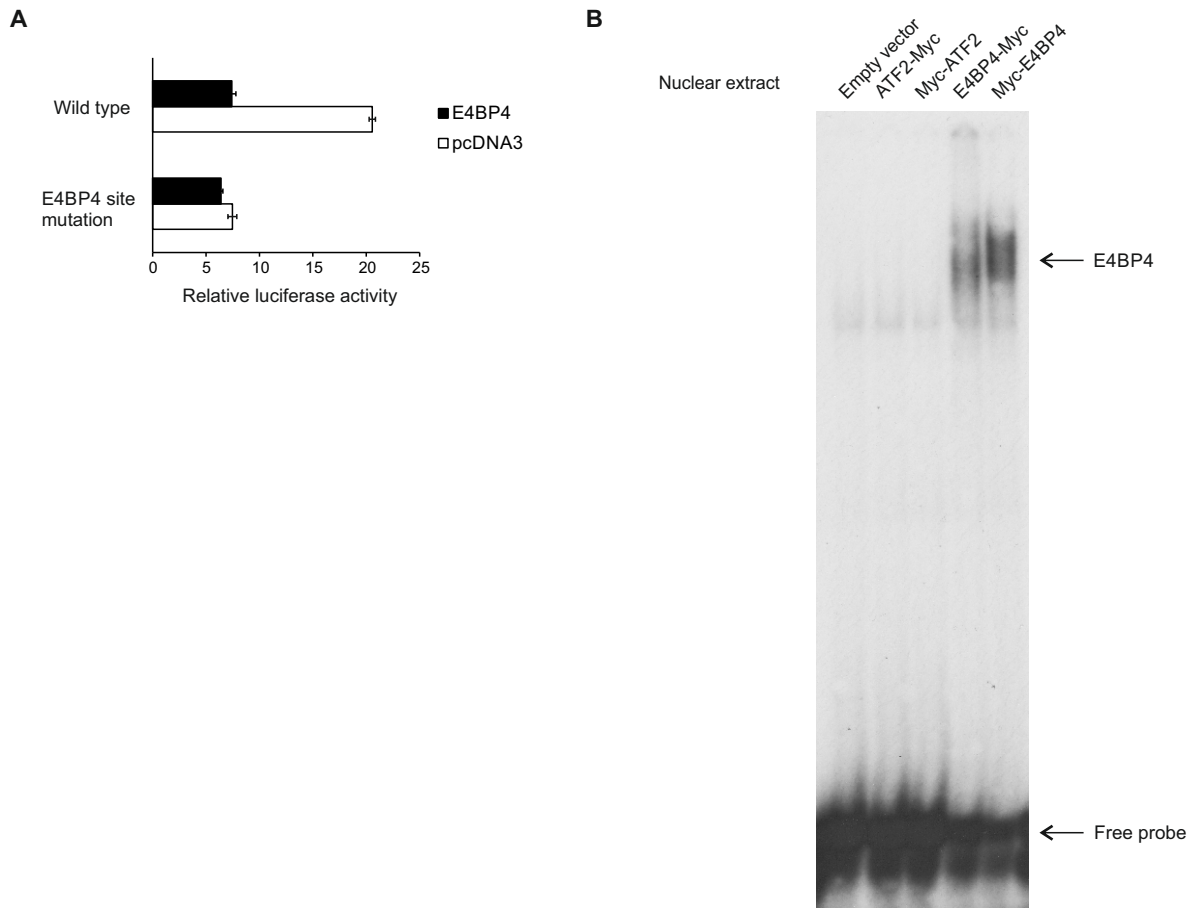 A
Wild type
E4BP4 site
mutation
0 5 10 15 20 25
Relative luciferase activity
E4BP4
pcDNA3
B
Nuclear extract
Empty vector
ATF2-Myc
Myc-ATF2
E4BP4-Myc
Myc-E4BP4
E4BP4
Free probe